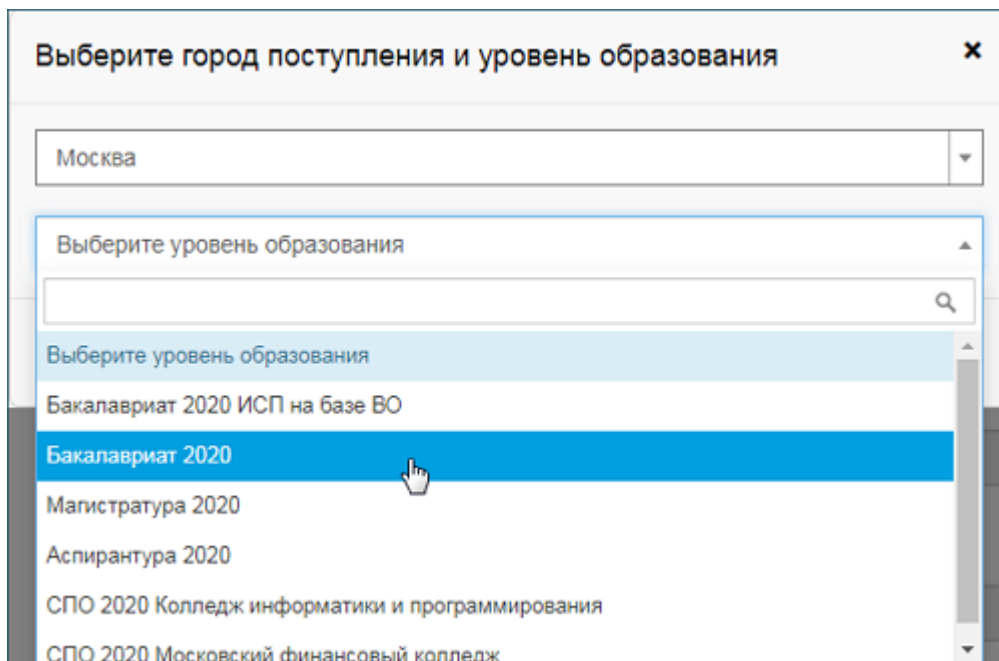 Выберите город поступления и уровень образования
Москва
Выберите уровень образования
Выберите уровень образования
Бакалавриат 2020 ИСП на базе ВО
Бакалавриат 2020
Магистратура 2020
Аспирантура 2020
СПО 2020 Колледж информатики и программирования
СПО 2020 Московский финансовый колледж